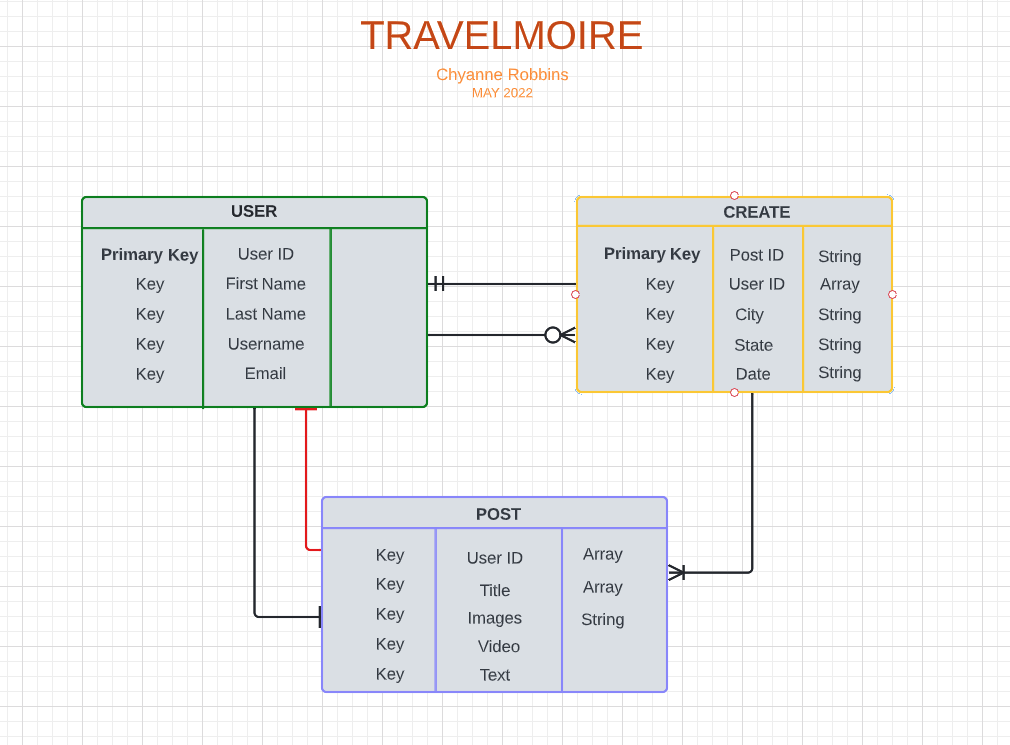 TRAVELMOIRE
Chyanne Robbins
MAY 2022
USER
Primary Key User ID
Key First Name
Key Last Name
Key Username
Key Email
CREATE
Primary Key Post ID String
Key User ID Array
Key City String
Key State String
Key Date String
POST
Key User ID Array
Key Title Array
Key Images String
Key Video
Key Text